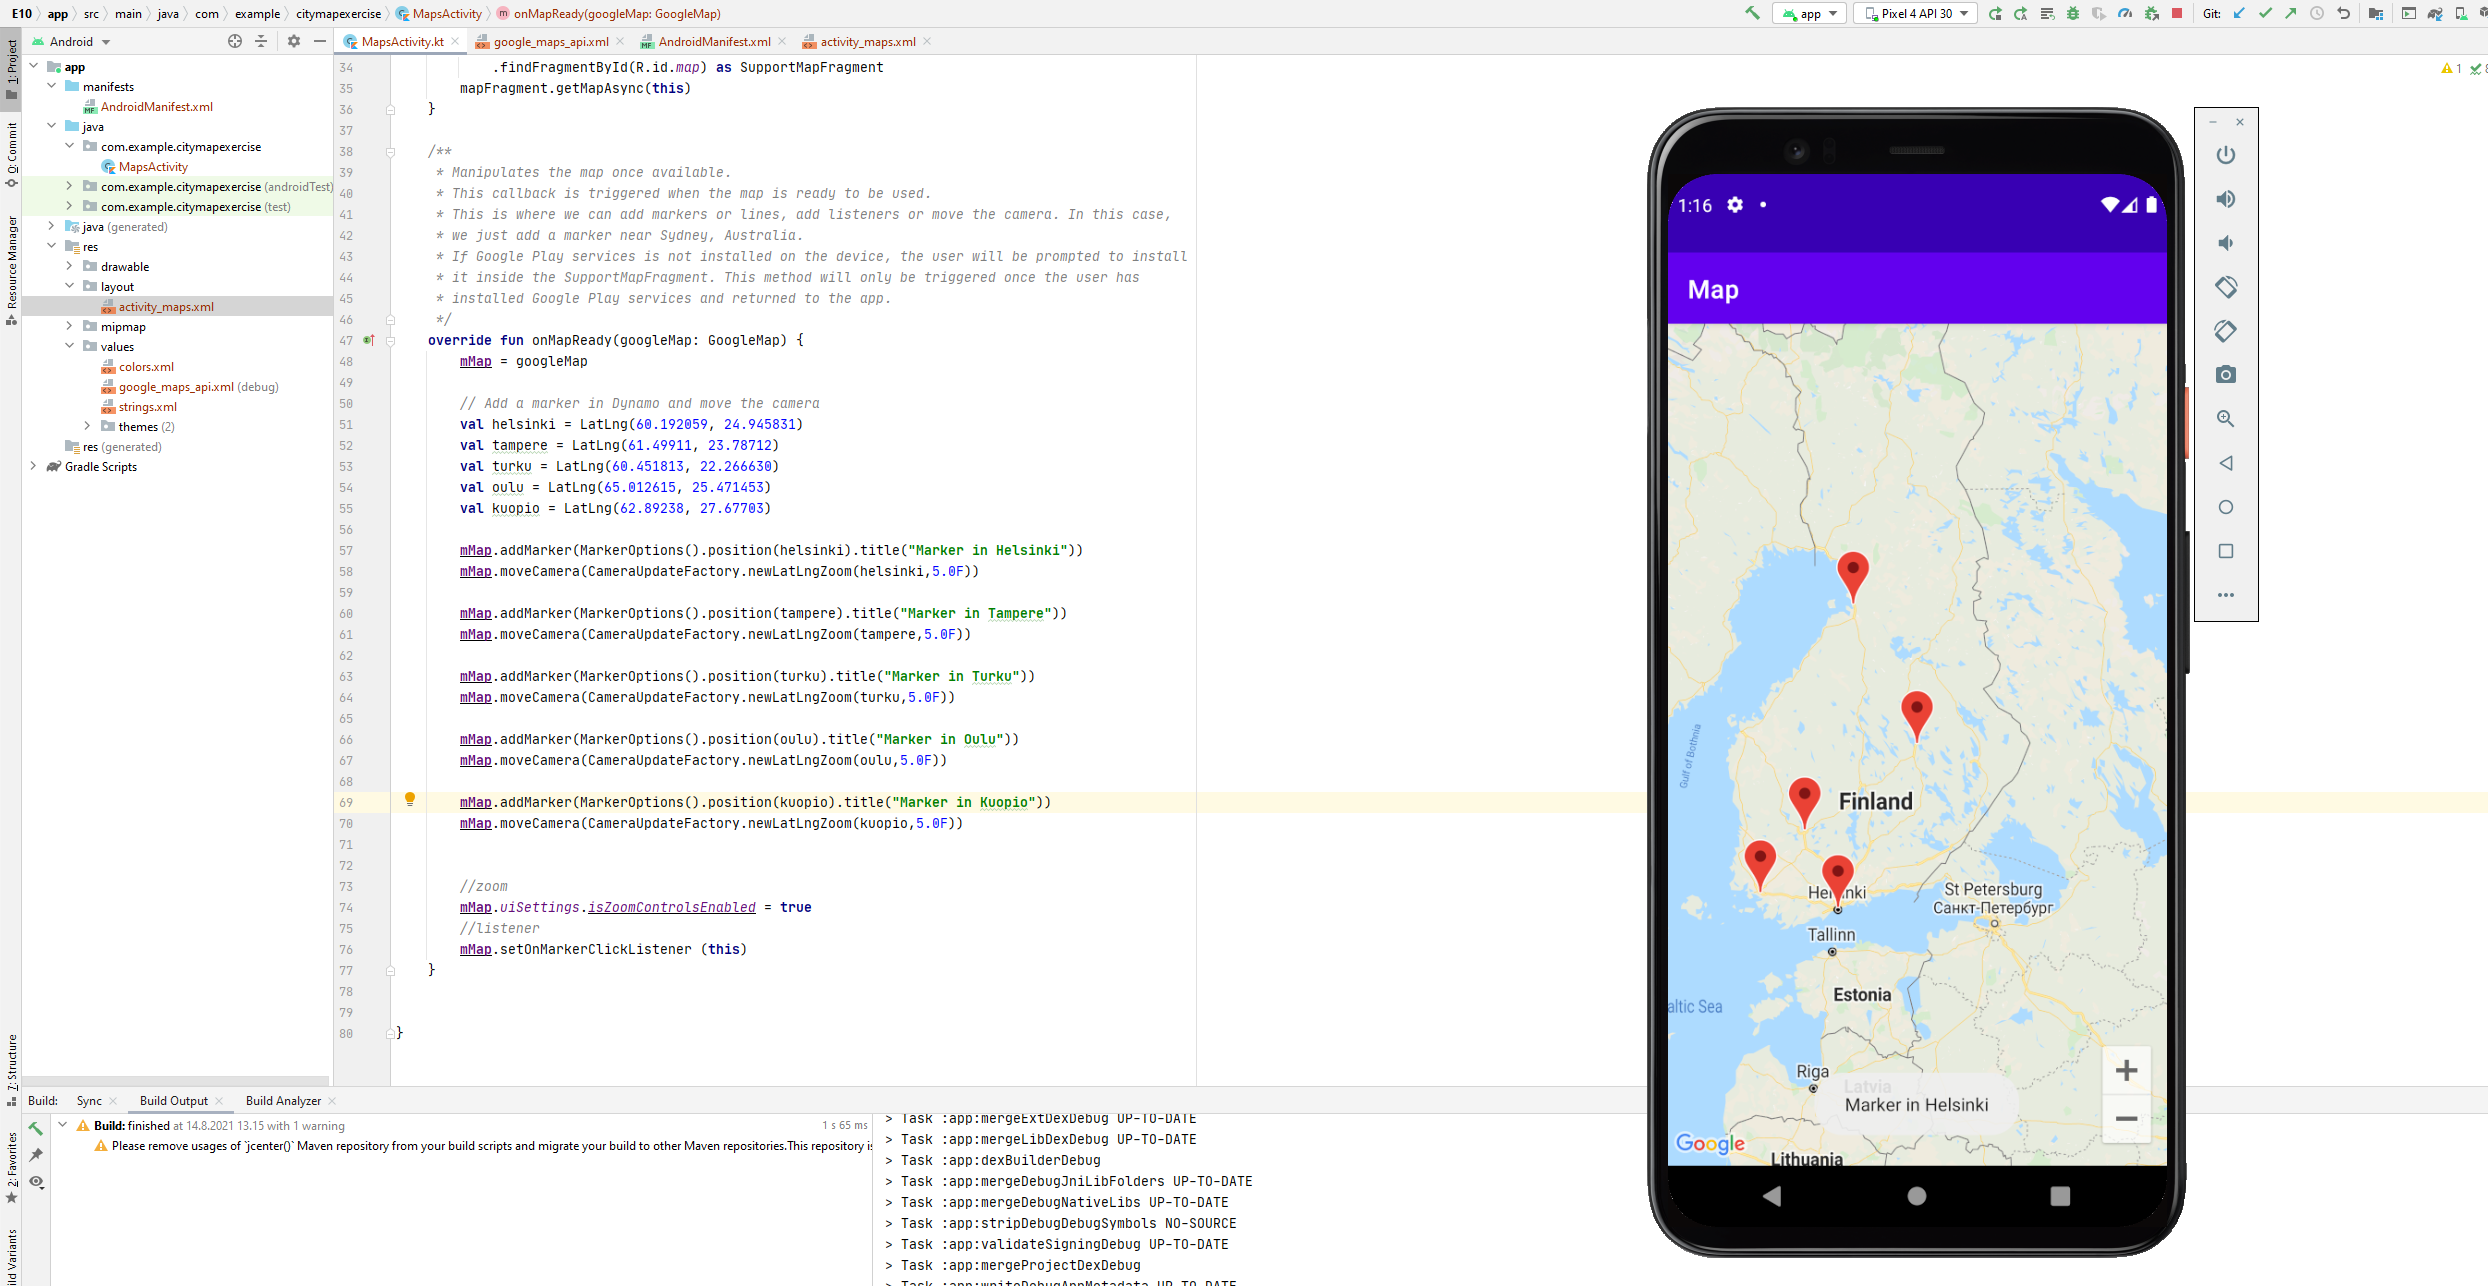 E10 app src main java com example citymapexercise MapsActivity onMapReady(googleMap: GoogleMap)
app Pixel 4 API 30 Git:
Android
MapsActivity.kt google_maps_api.xml AndroidManifest.xml activity_maps.xml
1: Project
0: Commit
Resource Manager
7: Structure
2: Favorites
app
manifests
AndroidManifest.xml
java
com.example.citymapexercise
MapsActivity
com.example.citymapexercise (androidTest)
com.example.citymapexercise (test)
java (generated)
res
drawable
layout
activity_maps.xml
mipmap
values
colors.xml
google_maps_api.xml (debug)
strings.xml
themes (2)
res (generated)
Gradle Scripts
34 .findFragmentById(R.id.map) as SupportMapFragment
35 mapFragment.getMapAsync(this)
36 }
37
38 /**
39 * Manipulates the map once available.
40 * This callback is triggered when the map is ready to be used.
41 * This is where we can add markers or lines, add listeners or move the camera. In this case,
42 * we just add a marker near Sydney, Australia.
43 * If Google Play services is not installed on the device, the user will be prompted to install
44 * it inside the SupportMapFragment. This method will only be triggered once the user has
45 * installed Google Play services and returned to the app.
46 */
47 override fun onMapReady(googleMap: GoogleMap) {
48 mMap = googleMap
49
50 // Add a marker in Dynamo and move the camera
51 val helsinki = LatLng(60.192059, 24.945831)
52 val tampere = LatLng(61.49911, 23.78712)
53 val turku = LatLng(60.451813, 22.266630)
54 val oulu = LatLng(65.012615, 25.471453)
55 val kuopio = LatLng(62.89238, 27.67703)
56
57 mMap.addMarker(MarkerOptions().position(helsinki).title("Marker in Helsinki"))
58 mMap.moveCamera(CameraUpdateFactory.newLatLngZoom(helsinki,5.0F))
59
60 mMap.addMarker(MarkerOptions().position(tampere).title("Marker in Tampere"))
61 mMap.moveCamera(CameraUpdateFactory.newLatLngZoom(tampere,5.0F))
62
63 mMap.addMarker(MarkerOptions().position(turku).title("Marker in Turku"))
64 mMap.moveCamera(CameraUpdateFactory.newLatLngZoom(turku,5.0F))
65
66 mMap.addMarker(MarkerOptions().position(oulu).title("Marker in Oulu"))
67 mMap.moveCamera(CameraUpdateFactory.newLatLngZoom(oulu,5.0F))
68
69 mMap.addMarker(MarkerOptions().position(kuopio).title("Marker in Kuopio"))
70 mMap.moveCamera(CameraUpdateFactory.newLatLngZoom(kuopio,5.0F))
71
72
73 //zoom
74 mMap.uiSettings.isZoomControlsEnabled = true
75 //listener
76 mMap.setOnMarkerClickListener (this)
77 }
78
79
80 }
1
1:16
Map
Gulf of Bothnia
Finland
St Petersburg
Санкт-Петербург
Tallinn
Estonia
altic Sea
Riga
Latvia
Marker in Helsinki
Google
Lithuania
Build: Sync Build Output Build Analyzer
Build: finished at 14.8.2021 13.15 with 1 warning 1 s 65 ms
Please remove usages of `jcenter()` Maven repository from your build scripts and migrate your build to other Maven repositories.This repository is
> Task :app:mergeExtDexDebug UP-TO-DATE
> Task :app:mergeLibDexDebug UP-TO-DATE
> Task :app:dexBuilderDebug
> Task :app:mergeDebugJniLibFolders UP-TO-DATE
> Task :app:mergeDebugNativeLibs UP-TO-DATE
> Task :app:stripDebugDebugSymbols NO-SOURCE
> Task :app:validateSigningDebug UP-TO-DATE
> Task :app:mergeProjectDexDebug
> Task :app:writeDebugAppMetadata UP-TO-DATE